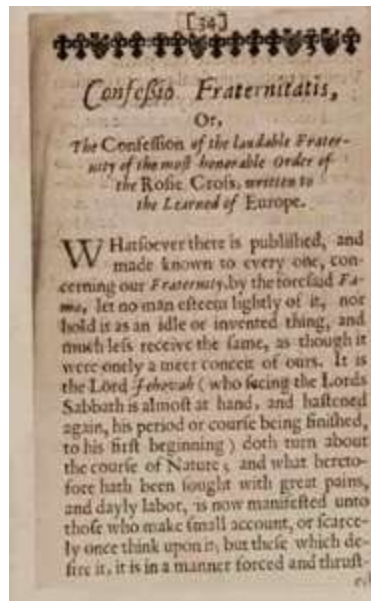 [34]
Confeſsio Fraternitatis,
Or,
The Confeſſion of the laudable Frater-
nity of the moſt honorable Order of
the Roſie Croſs, written to
the Learned of Europe.
WHatſoever there is publiſhed, and
made known to every one, con-
cerning our Fraternity, by the foreſaid Fa-
ma, let no man eſteem lightly of it, nor
hold it as an idle or invented thing, and
much leſs receive the ſame, as though it
were onely a meer conceit of ours. It is
the Lord Jehovah (who ſeeing the Lords
Sabbath is almoſt at hand, and haſtened
again, his period or courſe being finiſhed,
to his firſt beginning) doth turn about
the courſe of Nature; and what hereto-
fore hath been ſought with great pains,
and dayly labor, is now manifeſted unto
thoſe who make ſmall account, or ſcarce-
ly once think upon it; but theſe which de-
ſire it, it is in a manner forced and thruſt-